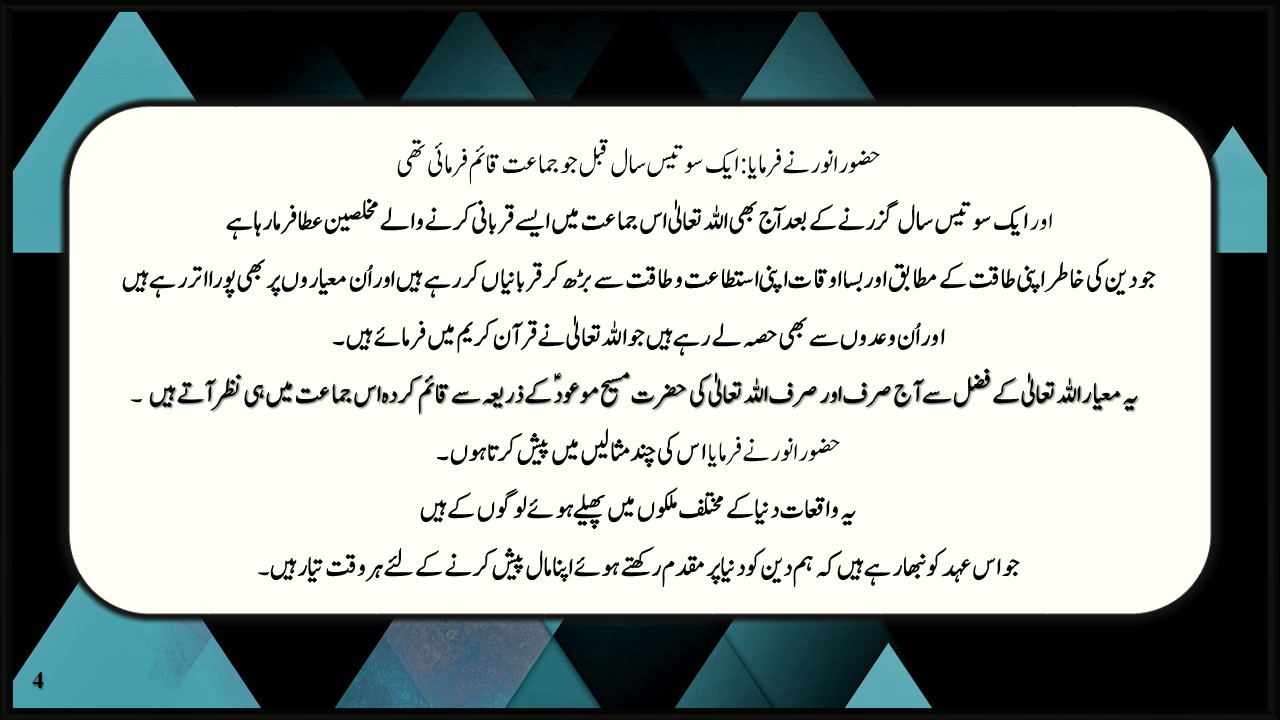 حضور انور نے فرمایا: ایک سو تیس سال قبل جو جماعت قائم فرمائی تھی
اور ایک سو تیس سال گزرنے کے بعد آج بھی اللہ تعالیٰ اس جماعت میں ایسے قربانی کرنے والے مخلصین عطا فرما رہا ہے
جو دین کی خاطر اپنی طاقت کے مطابق اور بسا اوقات اپنی استطاعت و طاقت سے بڑھ کر قربانیاں کر رہے ہیں اور اُن معیاروں پر بھی پورا اتر رہے ہیں
اور اُن وعدوں سے بھی حصہ لے رہے ہیں جو اللہ تعالیٰ نے قرآن کریم میں فرمائے ہیں۔
یہ معیار اللہ تعالیٰ کے فضل سے آج صرف اور صرف اللہ تعالیٰ کی حضرت مسیح موعودؑ کے ذریعہ سے قائم کردہ اس جماعت میں ہی نظر آتے ہیں ۔
حضور انور نے فرمایا اس کی چند مثالیں میں پیش کرتا ہوں۔
یہ واقعات دنیا کے مختلف ملکوں میں پھیلے ہوئے لوگوں کے ہیں
جو اس عہد کو نبھا رہے ہیں کہ ہم دین کو دنیا پر مقدم رکھتے ہوئے اپنا مال پیش کرنے کے لئے ہر وقت تیار ہیں۔
4